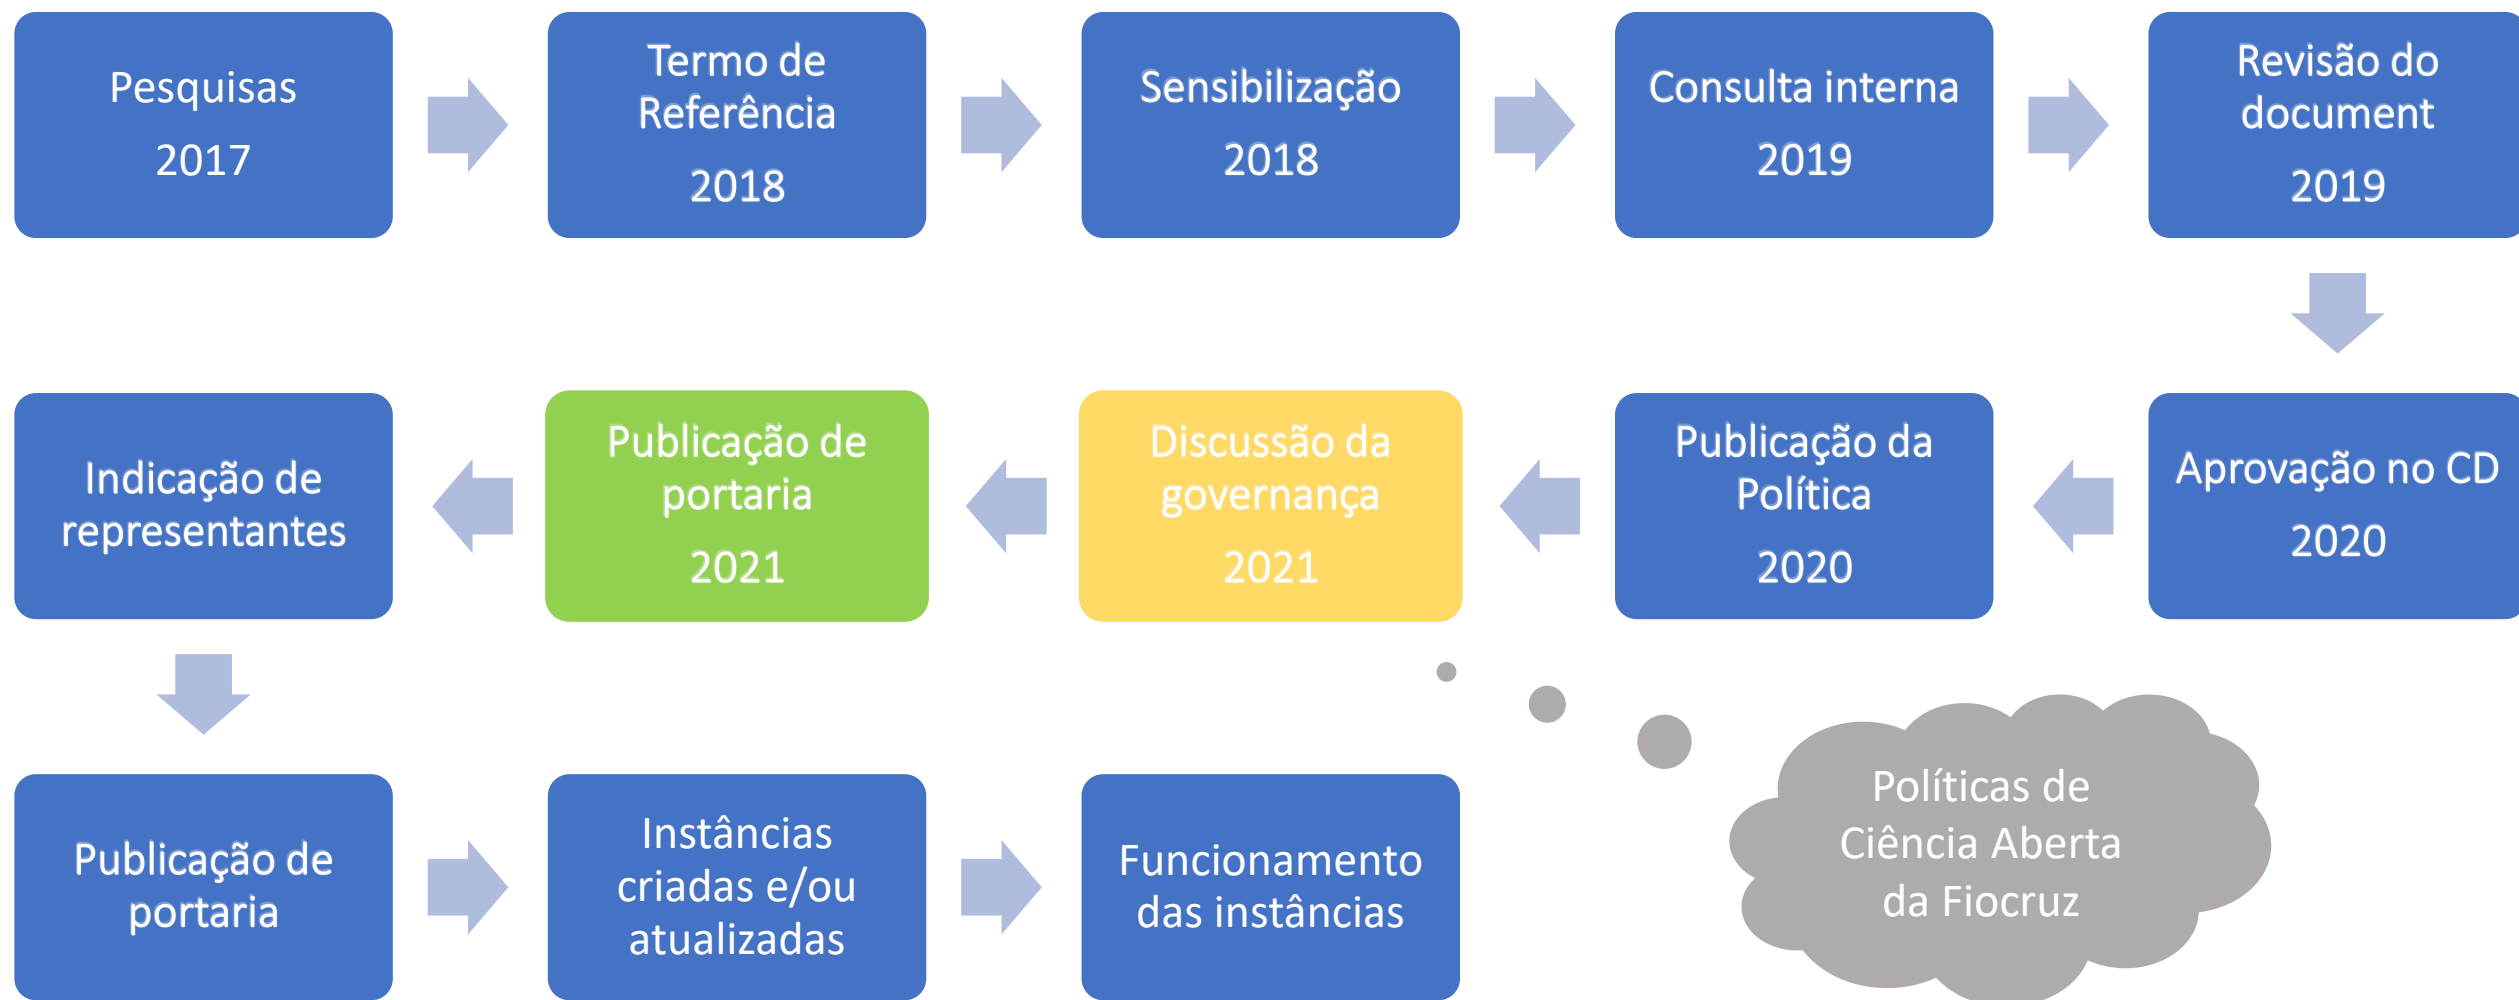 Pesquisas
2017
Termo de
Referência
2018
Sensibilização
2018
Consulta interna
2019
Revisão do
document
2019
Aprovação no CD
2020
Publicação da
Política
2020
Discussão da
governança
2021
Publicação de
portaria
2021
Indicação de
representantes
Publicação de
portaria
Instâncias
criadas e/ou
atualizadas
Funcionamento
das instâncias
Políticas de
Ciência Aberta
da Fiocruz